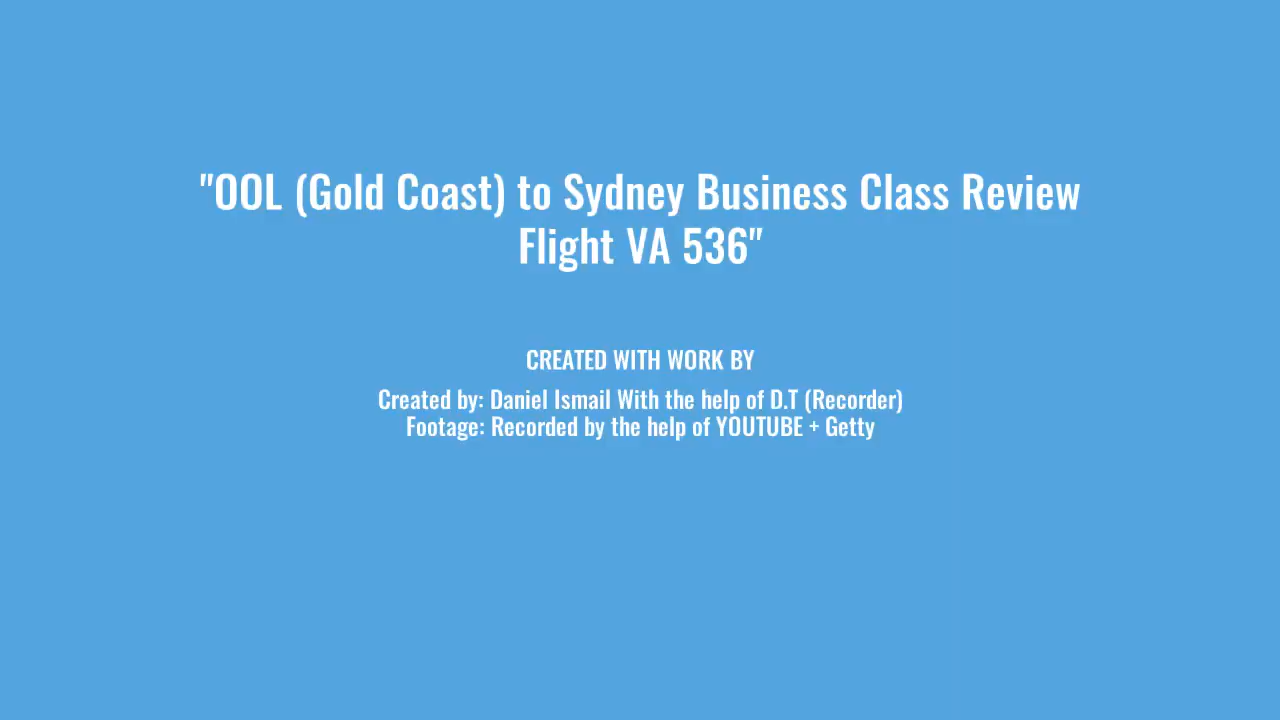 "OOL (Gold Coast) to Sydney Business Class Review
Flight VA 536"
CREATED WITH WORK BY
Created by: Daniel Ismail With the help of D.T (Recorder)
Footage: Recorded by the help of YOUTUBE + Getty